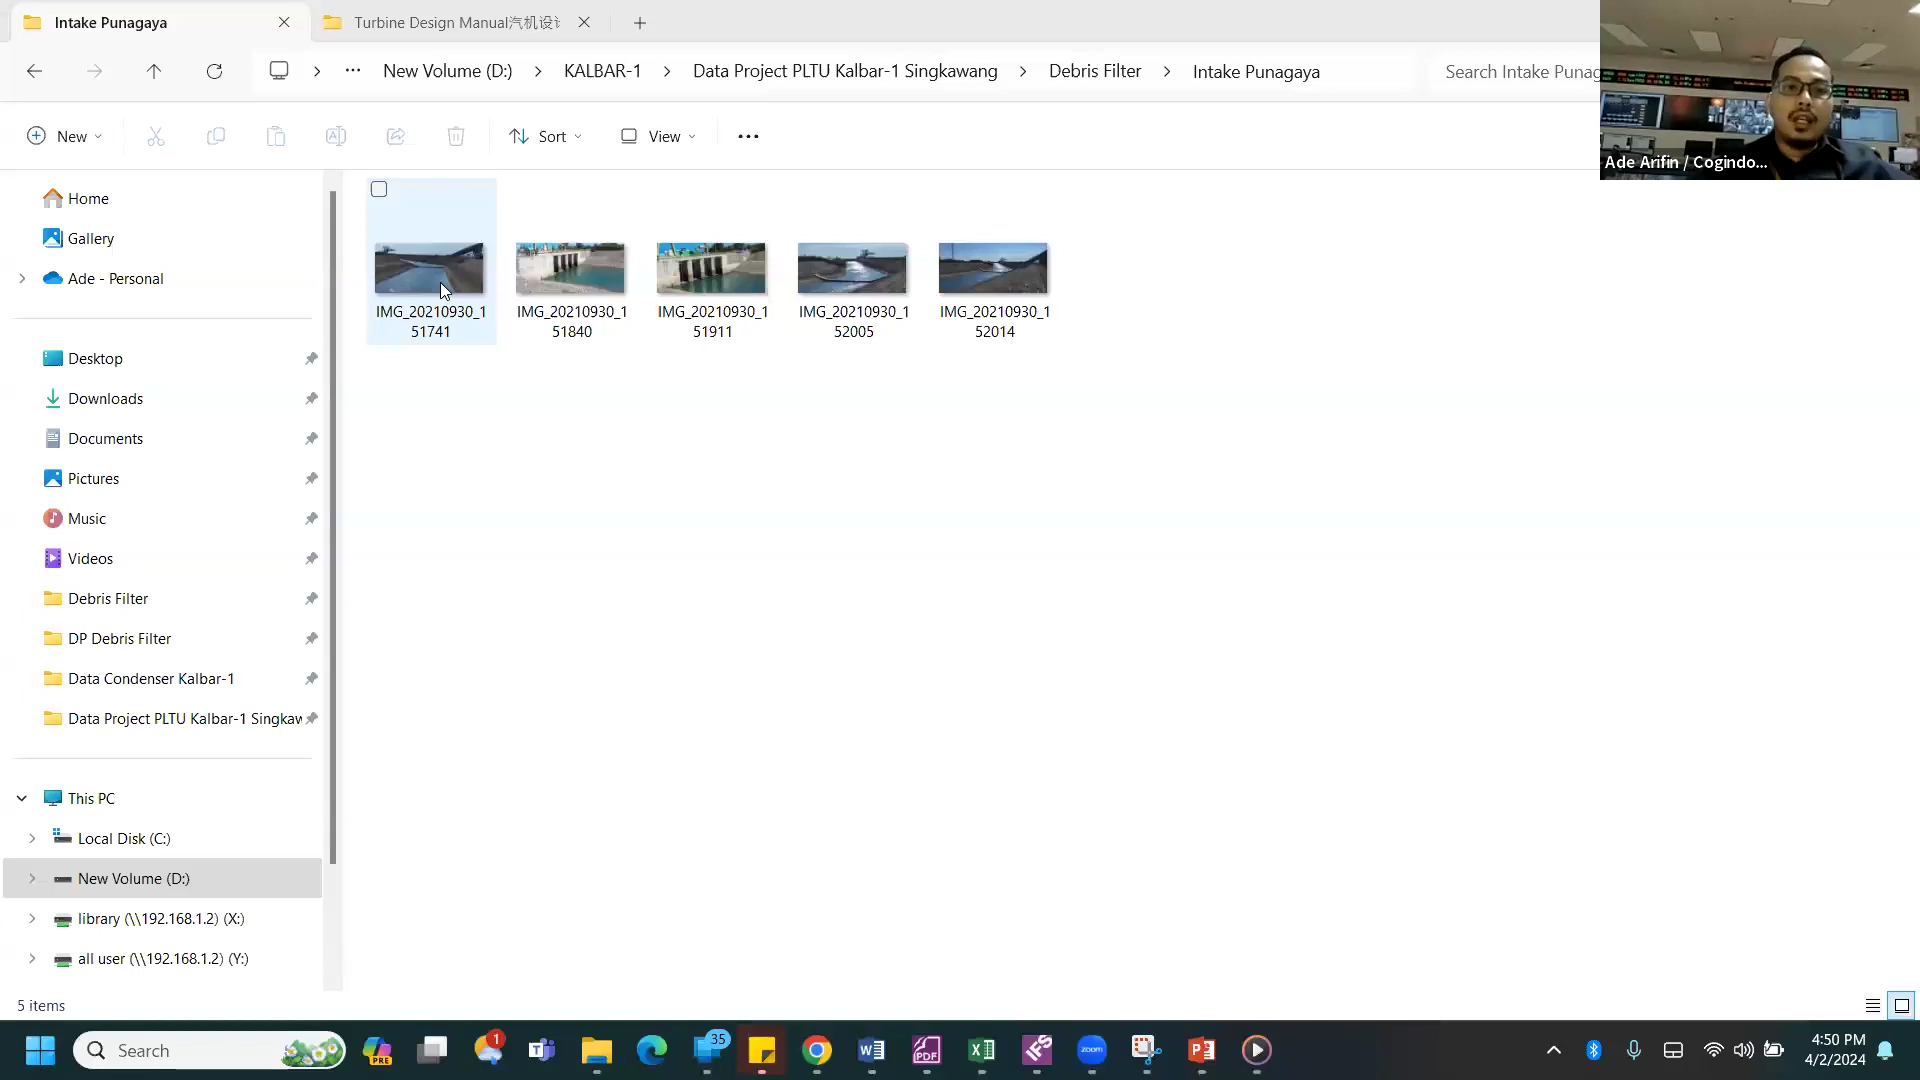 Intake Punagaya
Turbine Design Manual汽机设计
New Volume (D:)
KALBAR-1
Data Project PLTU Kalbar-1 Singkawang
Debris Filter
Intake Punagaya
Search Intake Punag
New
Sort
View
Ade Arifin / Cogindo...
Home
Gallery
Ade - Personal
Desktop
Downloads
Documents
Pictures
Music
Videos
Debris Filter
DP Debris Filter
Data Condenser Kalbar-1
Data Project PLTU Kalbar-1 Singkaw
This PC
Local Disk (C:)
New Volume (D:)
library (\\192.168.1.2) (X:)
all user (\\192.168.1.2) (Y:)
IMG_20210930_1
51741
IMG_20210930_1
51840
IMG_20210930_1
51911
IMG_20210930_1
52005
IMG_20210930_1
52014
5 items
Search
PRE
1
35
PDF
zoom
4:50 PM
4/2/2024